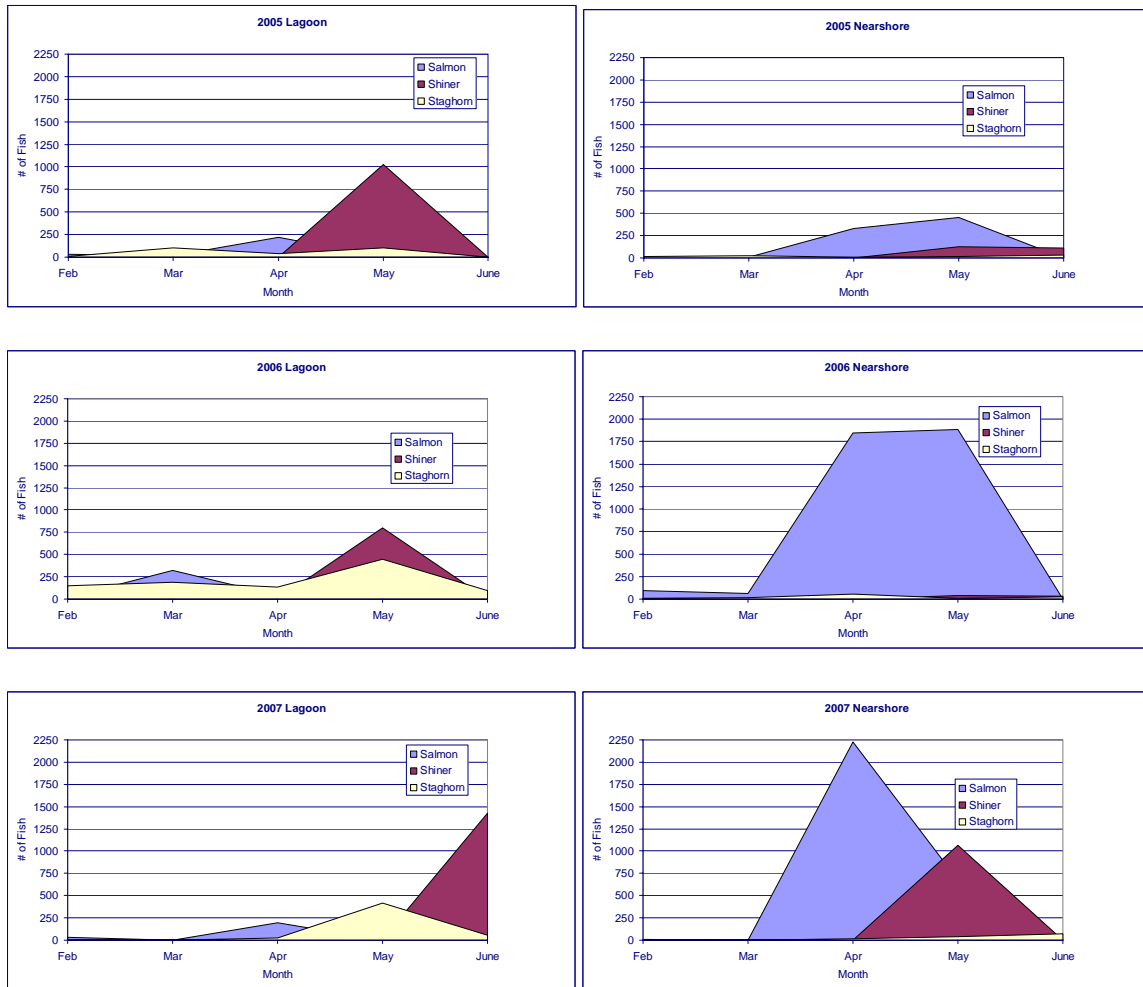 2005 Lagoon
2250
2000
1750
1500
1250
1000
750
500
250
0
# of Fish
Feb Mar Apr May June
Month
Salmon
Shiner
Staghorn
2005 Nearshore
2250
2000
1750
1500
1250
1000
750
500
250
0
# of Fish
Feb Mar Apr May June
Month
Salmon
Shiner
Staghorn
2006 Lagoon
2250
2000
1750
1500
1250
1000
750
500
250
0
# of Fish
Feb Mar Apr May June
Month
Salmon
Shiner
Staghorn
2006 Nearshore
2250
2000
1750
1500
1250
1000
750
500
250
0
# of Fish
Feb Mar Apr May June
Month
Salmon
Shiner
Staghorn
2007 Lagoon
2250
2000
1750
1500
1250
1000
750
500
250
0
# of Fish
Feb Mar Apr May June
Month
Salmon
Shiner
Staghorn
2007 Nearshore
2250
2000
1750
1500
1250
1000
750
500
250
0
# of Fish
Feb Mar Apr May June
Month
Salmon
Shiner
Staghorn